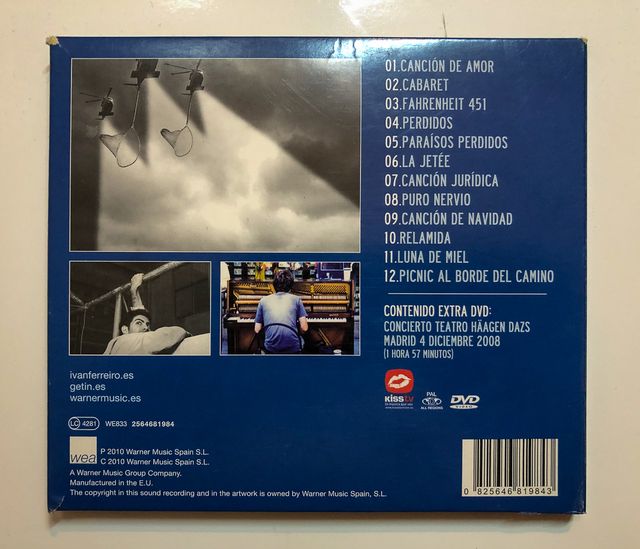 01.CANCIÓN DE AMOR
02.CABARET
03.FAHRENHEIT 451
04.PERDIDOS
05.PARAÍSOS PERDIDOS
06.LA JETÉE
07.CANCIÓN JURÍDICA
08.PURO NERVIO
09.CANCIÓN DE NAVIDAD
10.RELAMIDA
11.LUNA DE MIEL
12.PICNIC AL BORDE DEL CAMINO
CONTENIDO EXTRA DVD:
CONCIERTO TEATRO HÄAGEN DAZS
MADRID 4 DICIEMBRE 2008
(1 HORA 57 MINUTOS)
ivanferreiro.es
getin.es
warnermusic.es
kisstv
PAL
ALL REGIONS
DVD
VIDEO
LC 4281 WE833 2564681984
wea
P 2010 Warner Music Spain S.L.
C 2010 Warner Music Spain S.L.
A Warner Music Group Company.
Manufactured in the E.U.
The copyright in this sound recording and in the artwork is owned by Warner Music Spain, S.L.
0 825646 819843